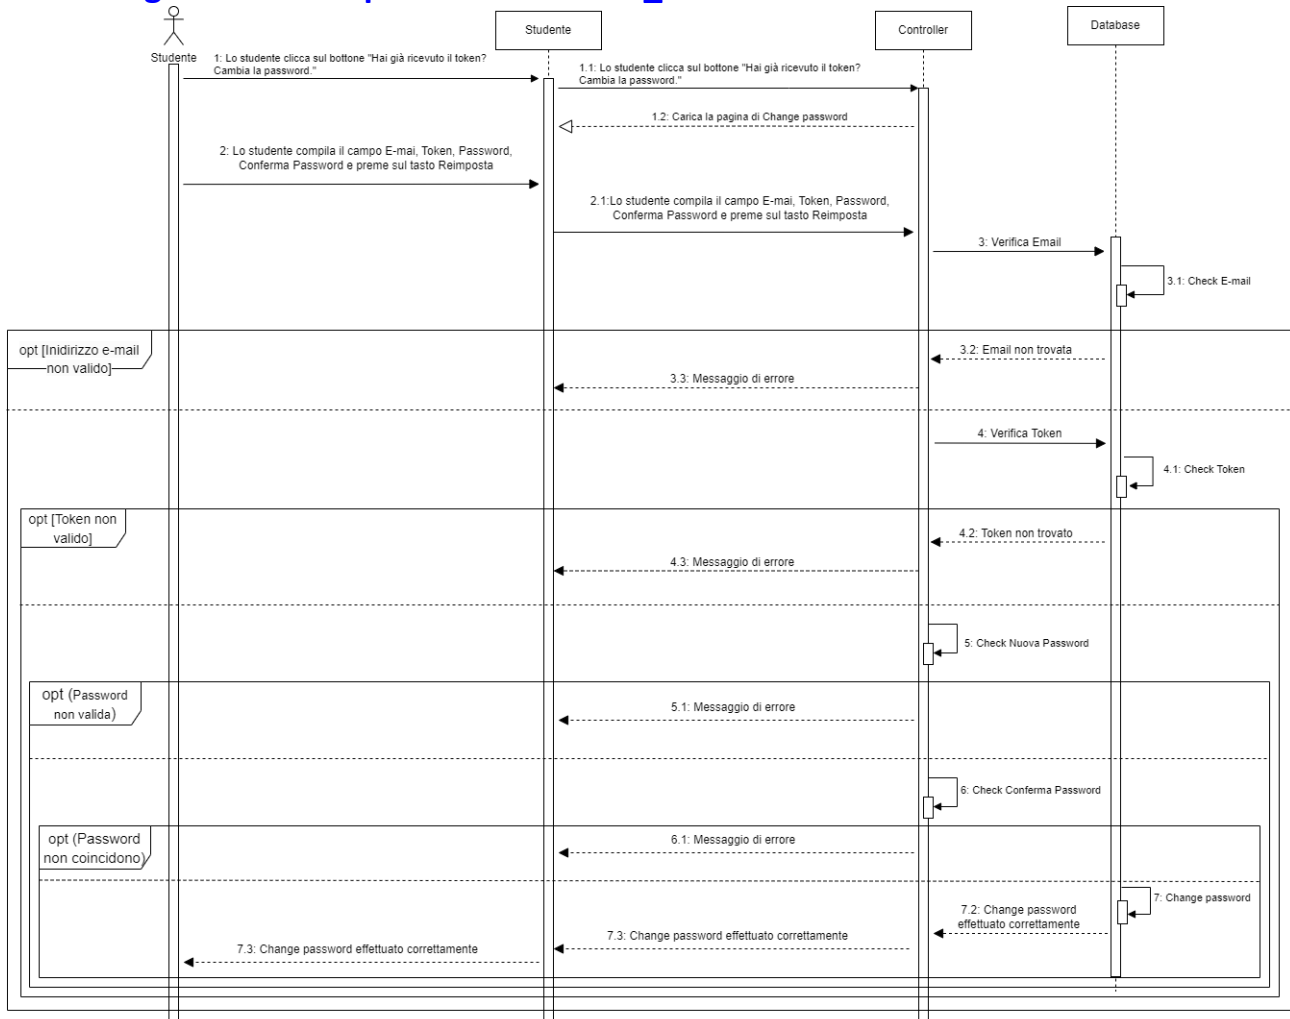 Studente
Studente
Controller
Database
1: Lo studente clicca sul bottone "Hai già ricevuto il token?
Cambia la password."
1.1: Lo studente clicca sul bottone "Hai già ricevuto il token?
Cambia la password."
1.2: Carica la pagina di Change password
2: Lo studente compila il campo E-mai, Token, Password,
Conferma Password e preme sul tasto Reimposta
2.1:Lo studente compila il campo E-mai, Token, Password,
Conferma Password e preme sul tasto Reimposta
3: Verifica Email
3.1: Check E-mail
opt [Inidirizzo e-mail
non valido]
3.2: Email non trovata
3.3: Messaggio di errore
4: Verifica Token
4.1: Check Token
opt [Token non
valido]
4.2: Token non trovato
4.3: Messaggio di errore
5: Check Nuova Password
opt (Password
non valida)
5.1: Messaggio di errore
6: Check Conferma Password
opt (Password
non coincidono)
6.1: Messaggio di errore
7: Change password
7.2: Change password
effettuato correttamente
7.3: Change password effettuato correttamente
7.3: Change password effettuato correttamente